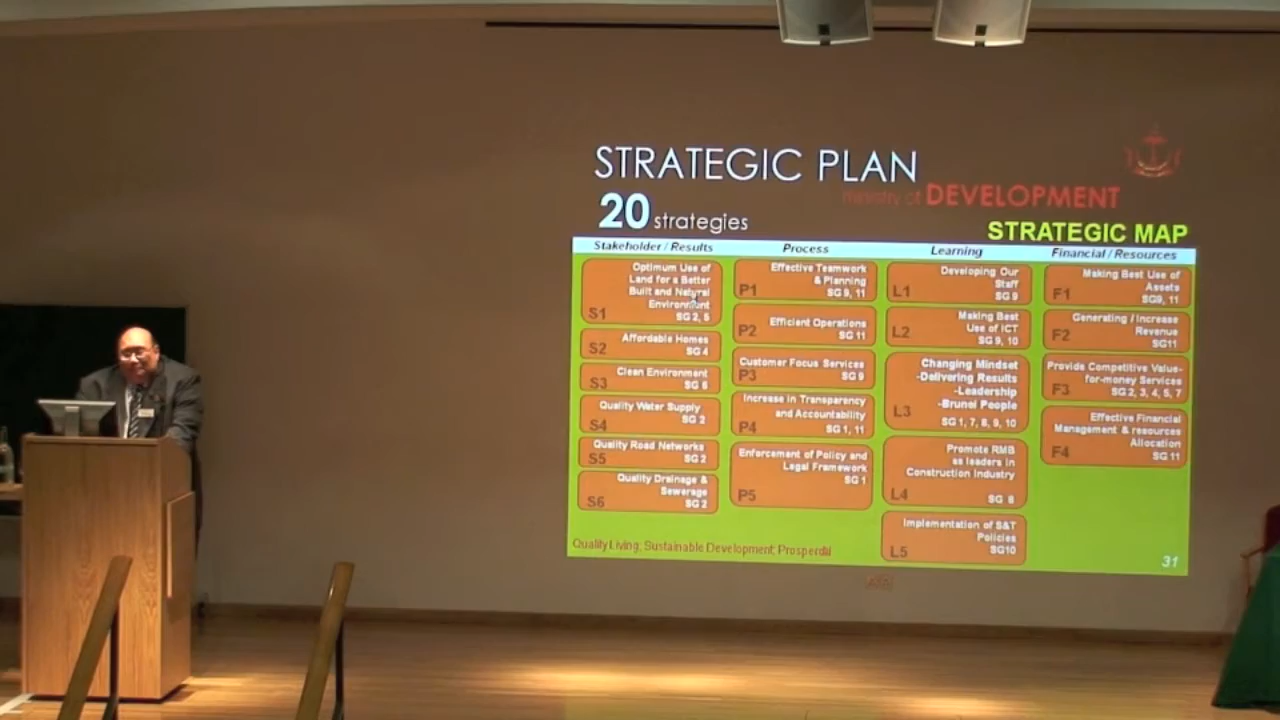 STRATEGIC PLAN
ministry of DEVELOPMENT
20 strategies
STRATEGIC MAP
Stakeholder / Results
Optimum Use of
Land for a Better
Built and Natural
Environment
S1 SG 2, 5
Affordable Homes
S2 SG 4
Clean Environment
S3 SG 6
Quality Water Supply
S4 SG 2
Quality Road Networks
S5 SG 2
Quality Drainage &
Sewerage
S6 SG 2
Process
Effective Teamwork
& Planning
P1 SG 9, 11
Efficient Operations
P2 SG 11
Customer Focus Services
P3 SG 9
Increase in Transparency
and Accountability
P4 SG 1, 11
Enforcement of Policy and
Legal Framework
SG 1
P5
Learning
Developing Our
Staff
L1 SG 9
Making Best
Use of ICT
L2 SG 9, 10
Changing Mindset
-Delivering Results
-Leadership
-Brunei People
L3 SG 1, 7, 8, 9, 10
Promote RMB
as leaders in
Construction Industry
L4 SG 8
Implementation of S&T
Policies
L5 SG10
Financial / Resources
Making Best Use of
Assets
F1 SG9, 11
Generating / Increase
Revenue
F2 SG11
Provide Competitive Value-
for-money Services
F3 SG 2, 3, 4, 5, 7
Effective Financial
Management & resources
Allocation
F4 SG 11
Quality Living, Sustainable Development, Prosperiti
31